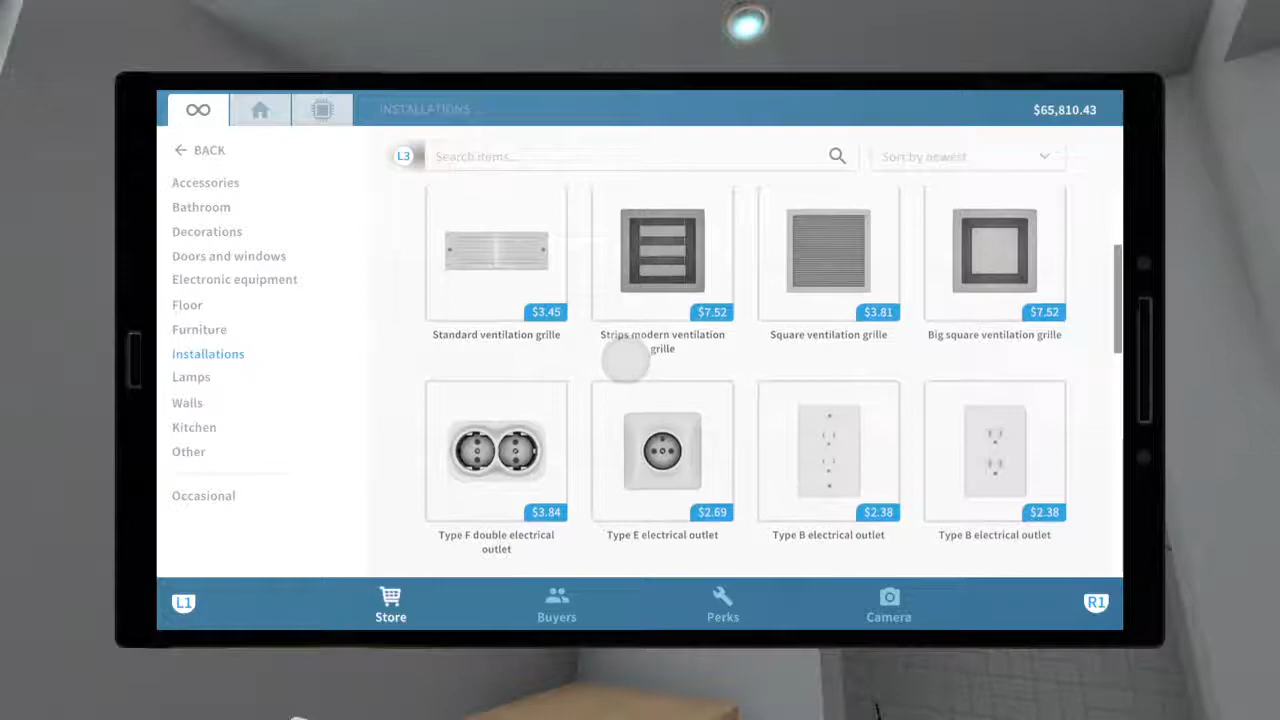 INSTALLATIONS
$65,810.43
BACK
L3
Search items...
Sort by newest
Accessories
Bathroom
Decorations
Doors and windows
Electronic equipment
Floor
Furniture
Installations
Lamps
Walls
Kitchen
Other
Occasional
$3.45
$7.52
$3.81
$7.52
Standard ventilation grille
Strips modern ventilation
grille
Square ventilation grille
Big square ventilation grille
$3.84
$2.69
$2.38
$2.38
Type F double electrical
outlet
Type E electrical outlet
Type B electrical outlet
Type B electrical outlet
L1
Store
Buyers
Perks
Camera
R1